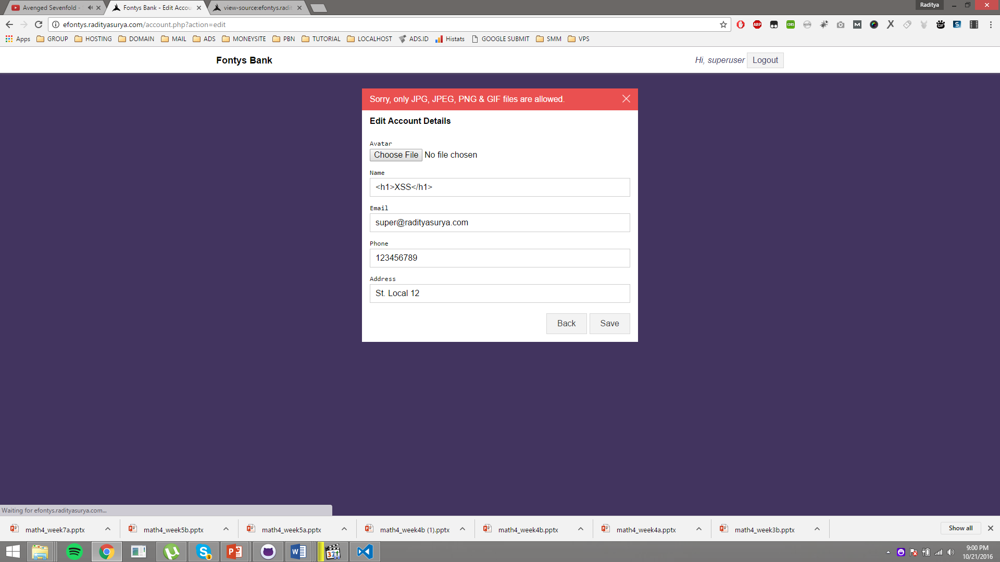 Avenged Sevenfold -
Fontys Bank - Edit Accou
view-source:efontys.radit
Raditya
efontys.radityasurya.com/account.php?action=edit
Apps GROUP HOSTING DOMAIN MAIL ADS MONEYSITE PBN TUTORIAL LOCALHOST ADS.ID Histats GOOGLE SUBMIT SMM VPS
Fontys Bank
Hi, superuser Logout
Sorry, only JPG, JPEG, PNG & GIF files are allowed.
Edit Account Details
Avatar
Choose File No file chosen
Name
<h1>XSS</h1>
Email
super@radityasurya.com
Phone
123456789
Address
St. Local 12
Back Save
Waiting for efontys.radityasurya.com...
math4_week7a.pptx math4_week5b.pptx math4_week5a.pptx math4_week4b (1).pptx math4_week4b.pptx math4_week4a.pptx math4_week3b.pptx Show all
9:00 PM
10/21/2016